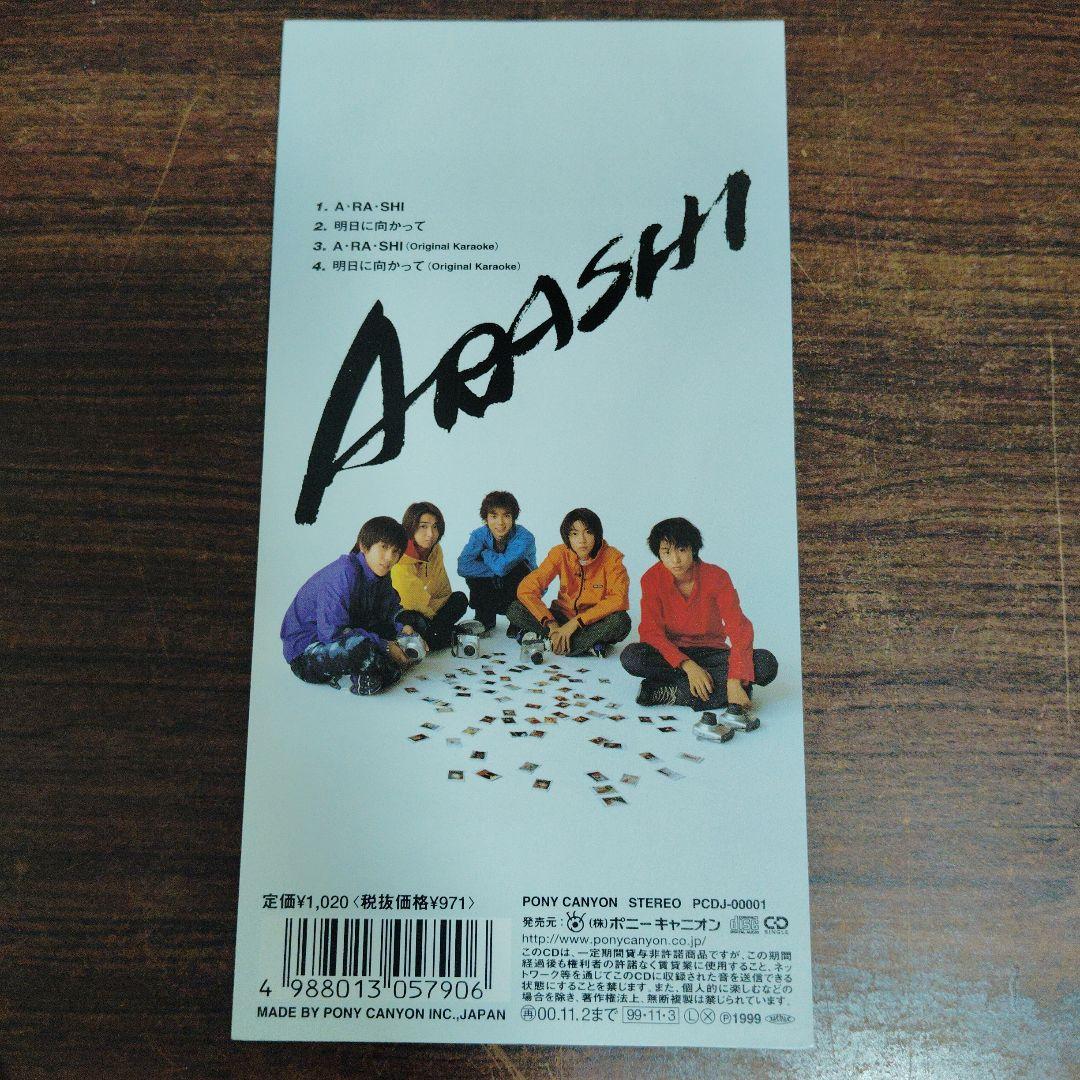 1. A・RA・SHI
2. 明日に向かって
3. A・RA・SHI (Original Karaoke)
4. 明日に向かって (Original Karaoke)
ARASHI
定価¥1,020〈税抜価格¥971〉
4 988013 057906
MADE BY PONY CANYON INC.,JAPAN
PONY CANYON STEREO PCDJ-00001
発売元: (株)ポニーキャニオン
disc
DIGITAL AUDIO
CD
SINGLE
http://www.ponycanyon.co.jp/
このCDは、一定期間貸与非許諾商品ですが、この期間
経過後も権利者の許諾なく賃貸業に使用すること、ネッ
トワーク等を通じてこのCDに収録された音を送信できる
状態にすることを禁じます。また、個人的に楽しむなどの
場合を除き、著作権法上、無断複製は禁じられています。
再00.11.2まで 99・11・3 Ⓛ Ⓧ ℗1999